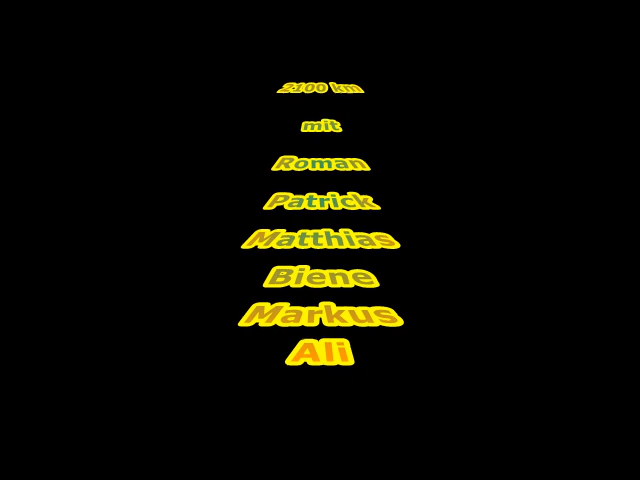 2100 km
mit
Roman
Patrick
Matthias
Biene
Markus
Ali